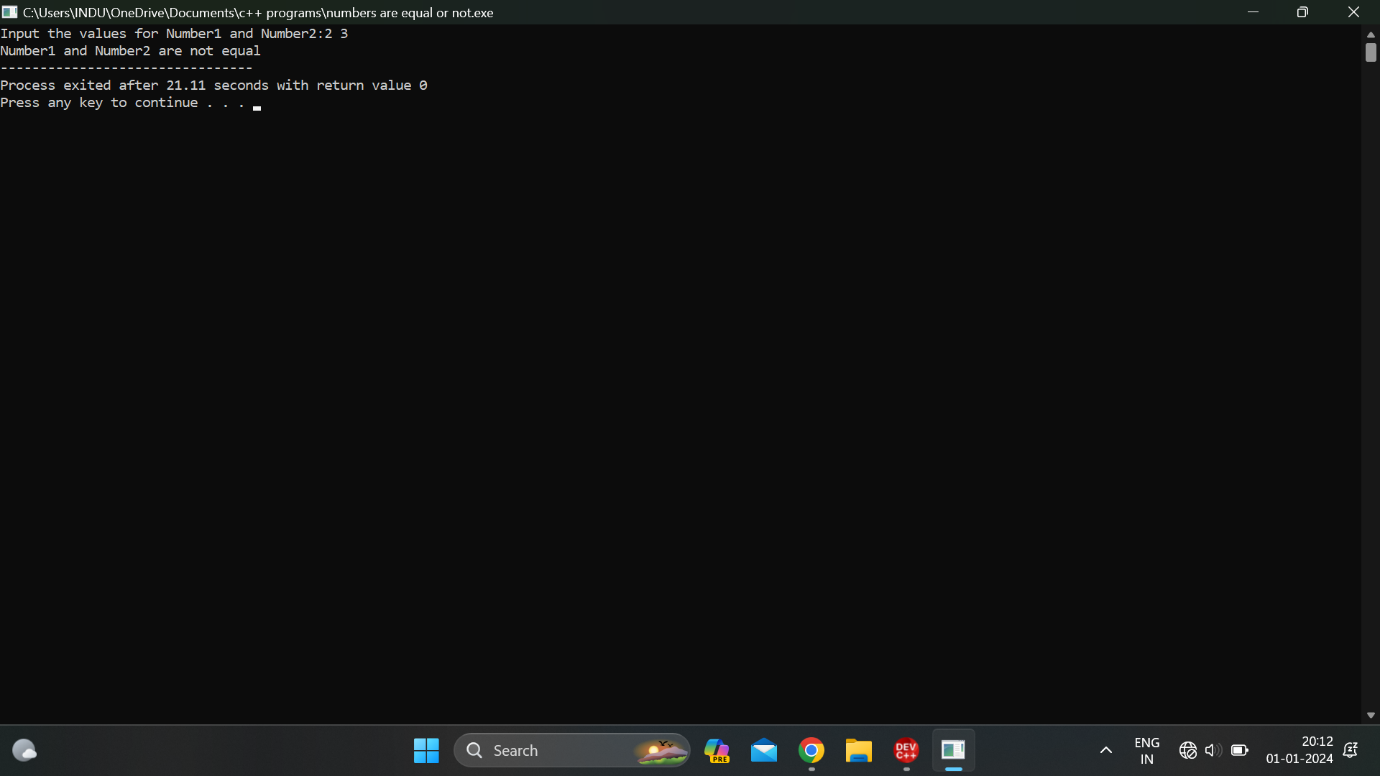 C:\Users\INDU\OneDrive\Documents\c++ programs\numbers are equal or not.exe
Input the values for Number1 and Number2:2 3
Number1 and Number2 are not equal
--------------------------------
Process exited after 21.11 seconds with return value 0
Press any key to continue . . .
Search
PRE
DEV
C++
ENG
IN
20:12
01-01-2024